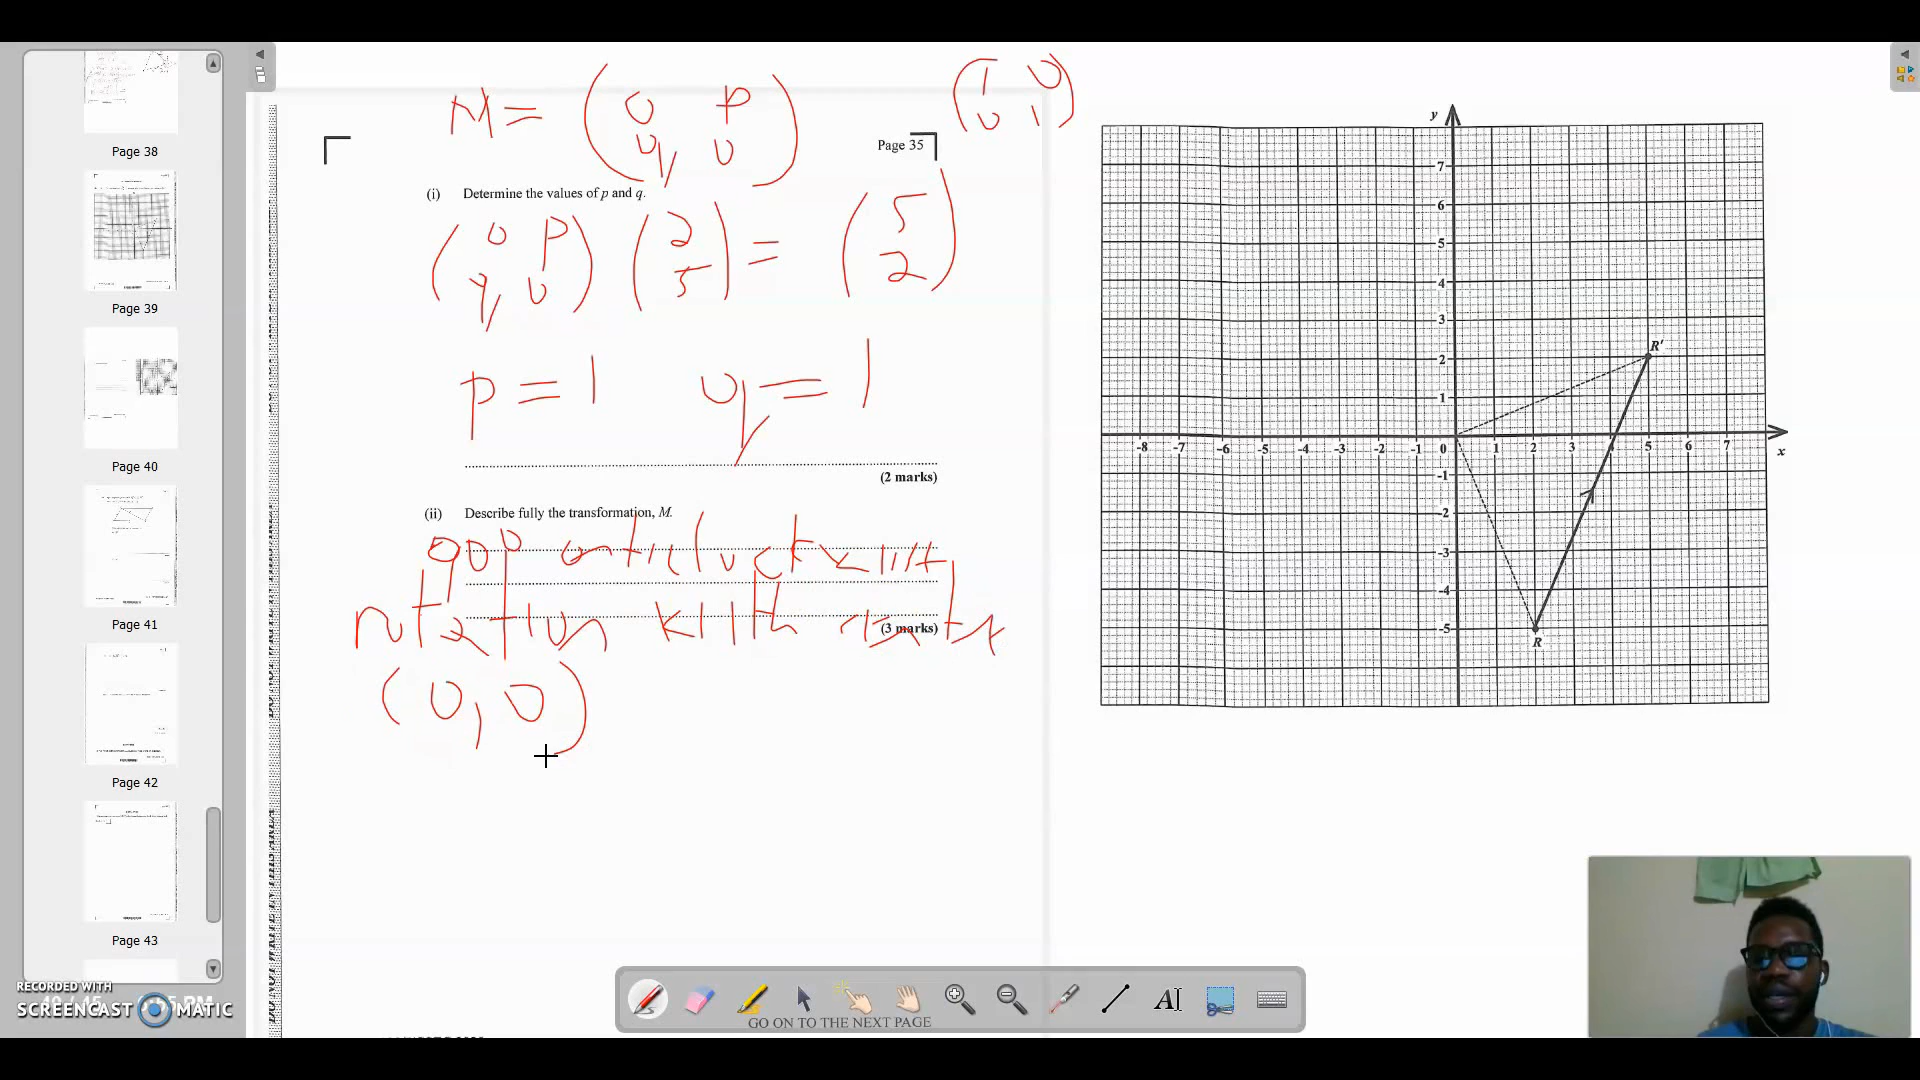 Page 38
Page 39
Page 40
Page 41
Page 42
Page 43
RECORDED WITH
SCREENCAST MATIC
M = ( 0 p
q 0 )
( 1 0
0 1 )
Page 35
(i) Determine the values of p and q.
( 0 p
q 0 ) ( 2
5 ) = ( 5
2 )
p = 1 q = 1
(2 marks)
(ii) Describe fully the transformation, M.
90° anticlockwise
rotation with centre
(3 marks)
(0, 0)
y
7
6
5
4
3
2
1
-8 -7 -6 -5 -4 -3 -2 -1 0 1 2 3 4 5 6 7
x
-1
-2
-3
-4
-5
R'
R
AI
GO ON TO THE NEXT PAGE